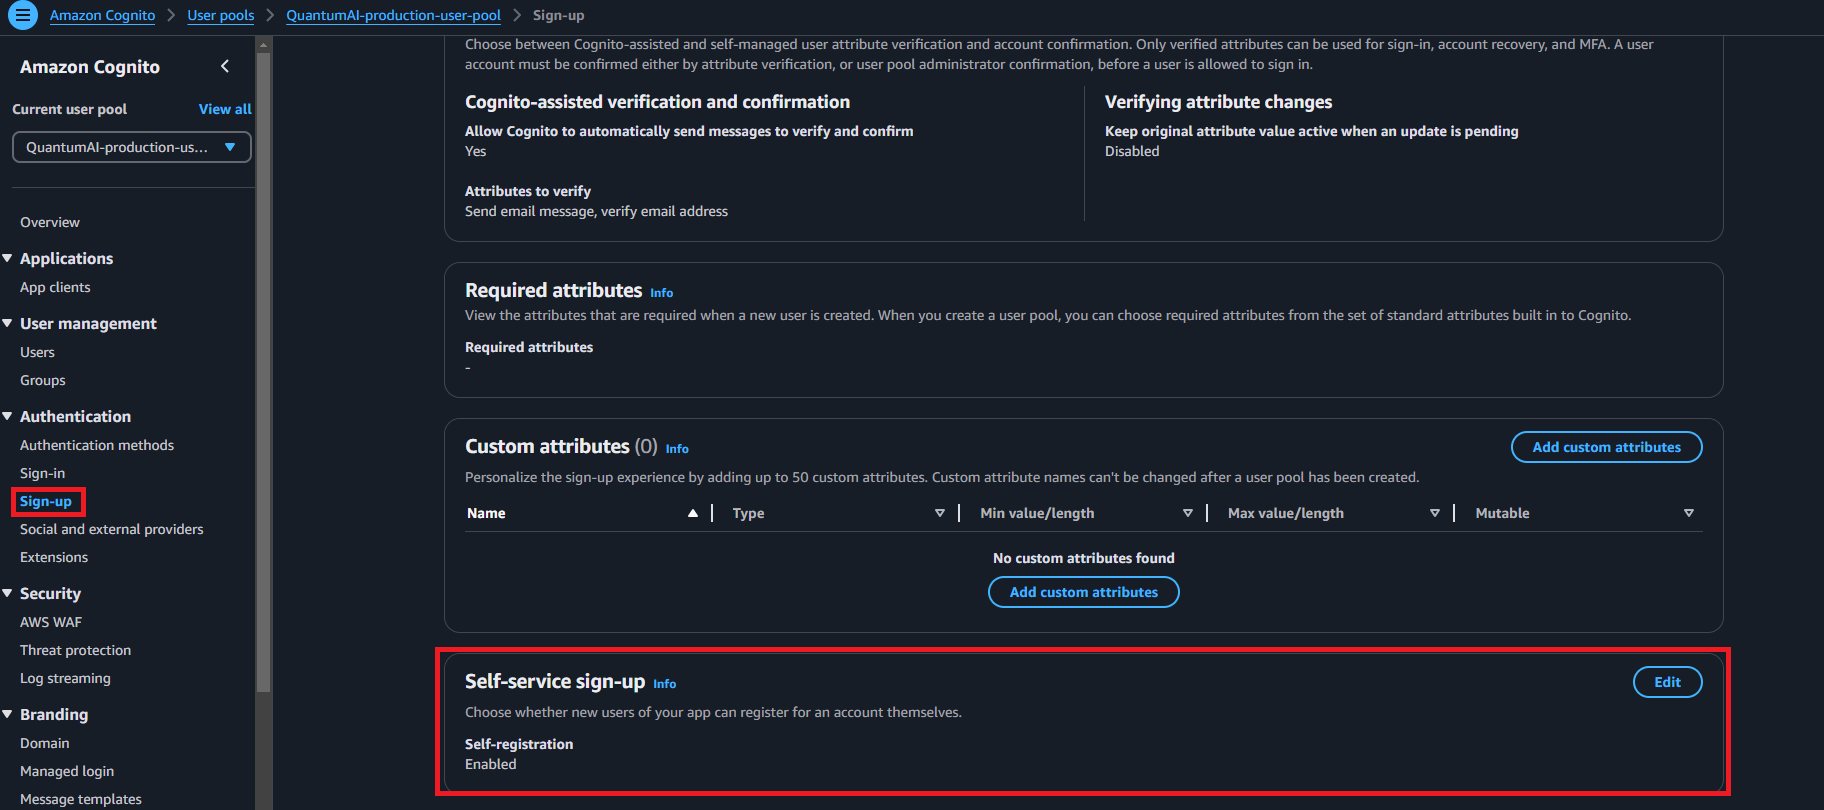 Amazon Cognito
User pools
QuantumAI-production-user-pool
Sign-up
Amazon Cognito
Current user pool
View all
QuantumAI-production-us...
Overview
Applications
App clients
User management
Users
Groups
Authentication
Authentication methods
Sign-in
Sign-up
Social and external providers
Extensions
Security
AWS WAF
Threat protection
Log streaming
Branding
Domain
Managed login
Message templates
Choose between Cognito-assisted and self-managed user attribute verification and account confirmation. Only verified attributes can be used for sign-in, account recovery, and MFA. A user
account must be confirmed either by attribute verification, or user pool administrator confirmation, before a user is allowed to sign in.
Cognito-assisted verification and confirmation
Allow Cognito to automatically send messages to verify and confirm
Yes
Attributes to verify
Send email message, verify email address
Verifying attribute changes
Keep original attribute value active when an update is pending
Disabled
Required attributes Info
View the attributes that are required when a new user is created. When you create a user pool, you can choose required attributes from the set of standard attributes built in to Cognito.
Required attributes
-
Custom attributes (0) Info
Add custom attributes
Personalize the sign-up experience by adding up to 50 custom attributes. Custom attribute names can't be changed after a user pool has been created.
Name Type Min value/length Max value/length Mutable
No custom attributes found
Add custom attributes
Self-service sign-up Info
Edit
Choose whether new users of your app can register for an account themselves.
Self-registration
Enabled